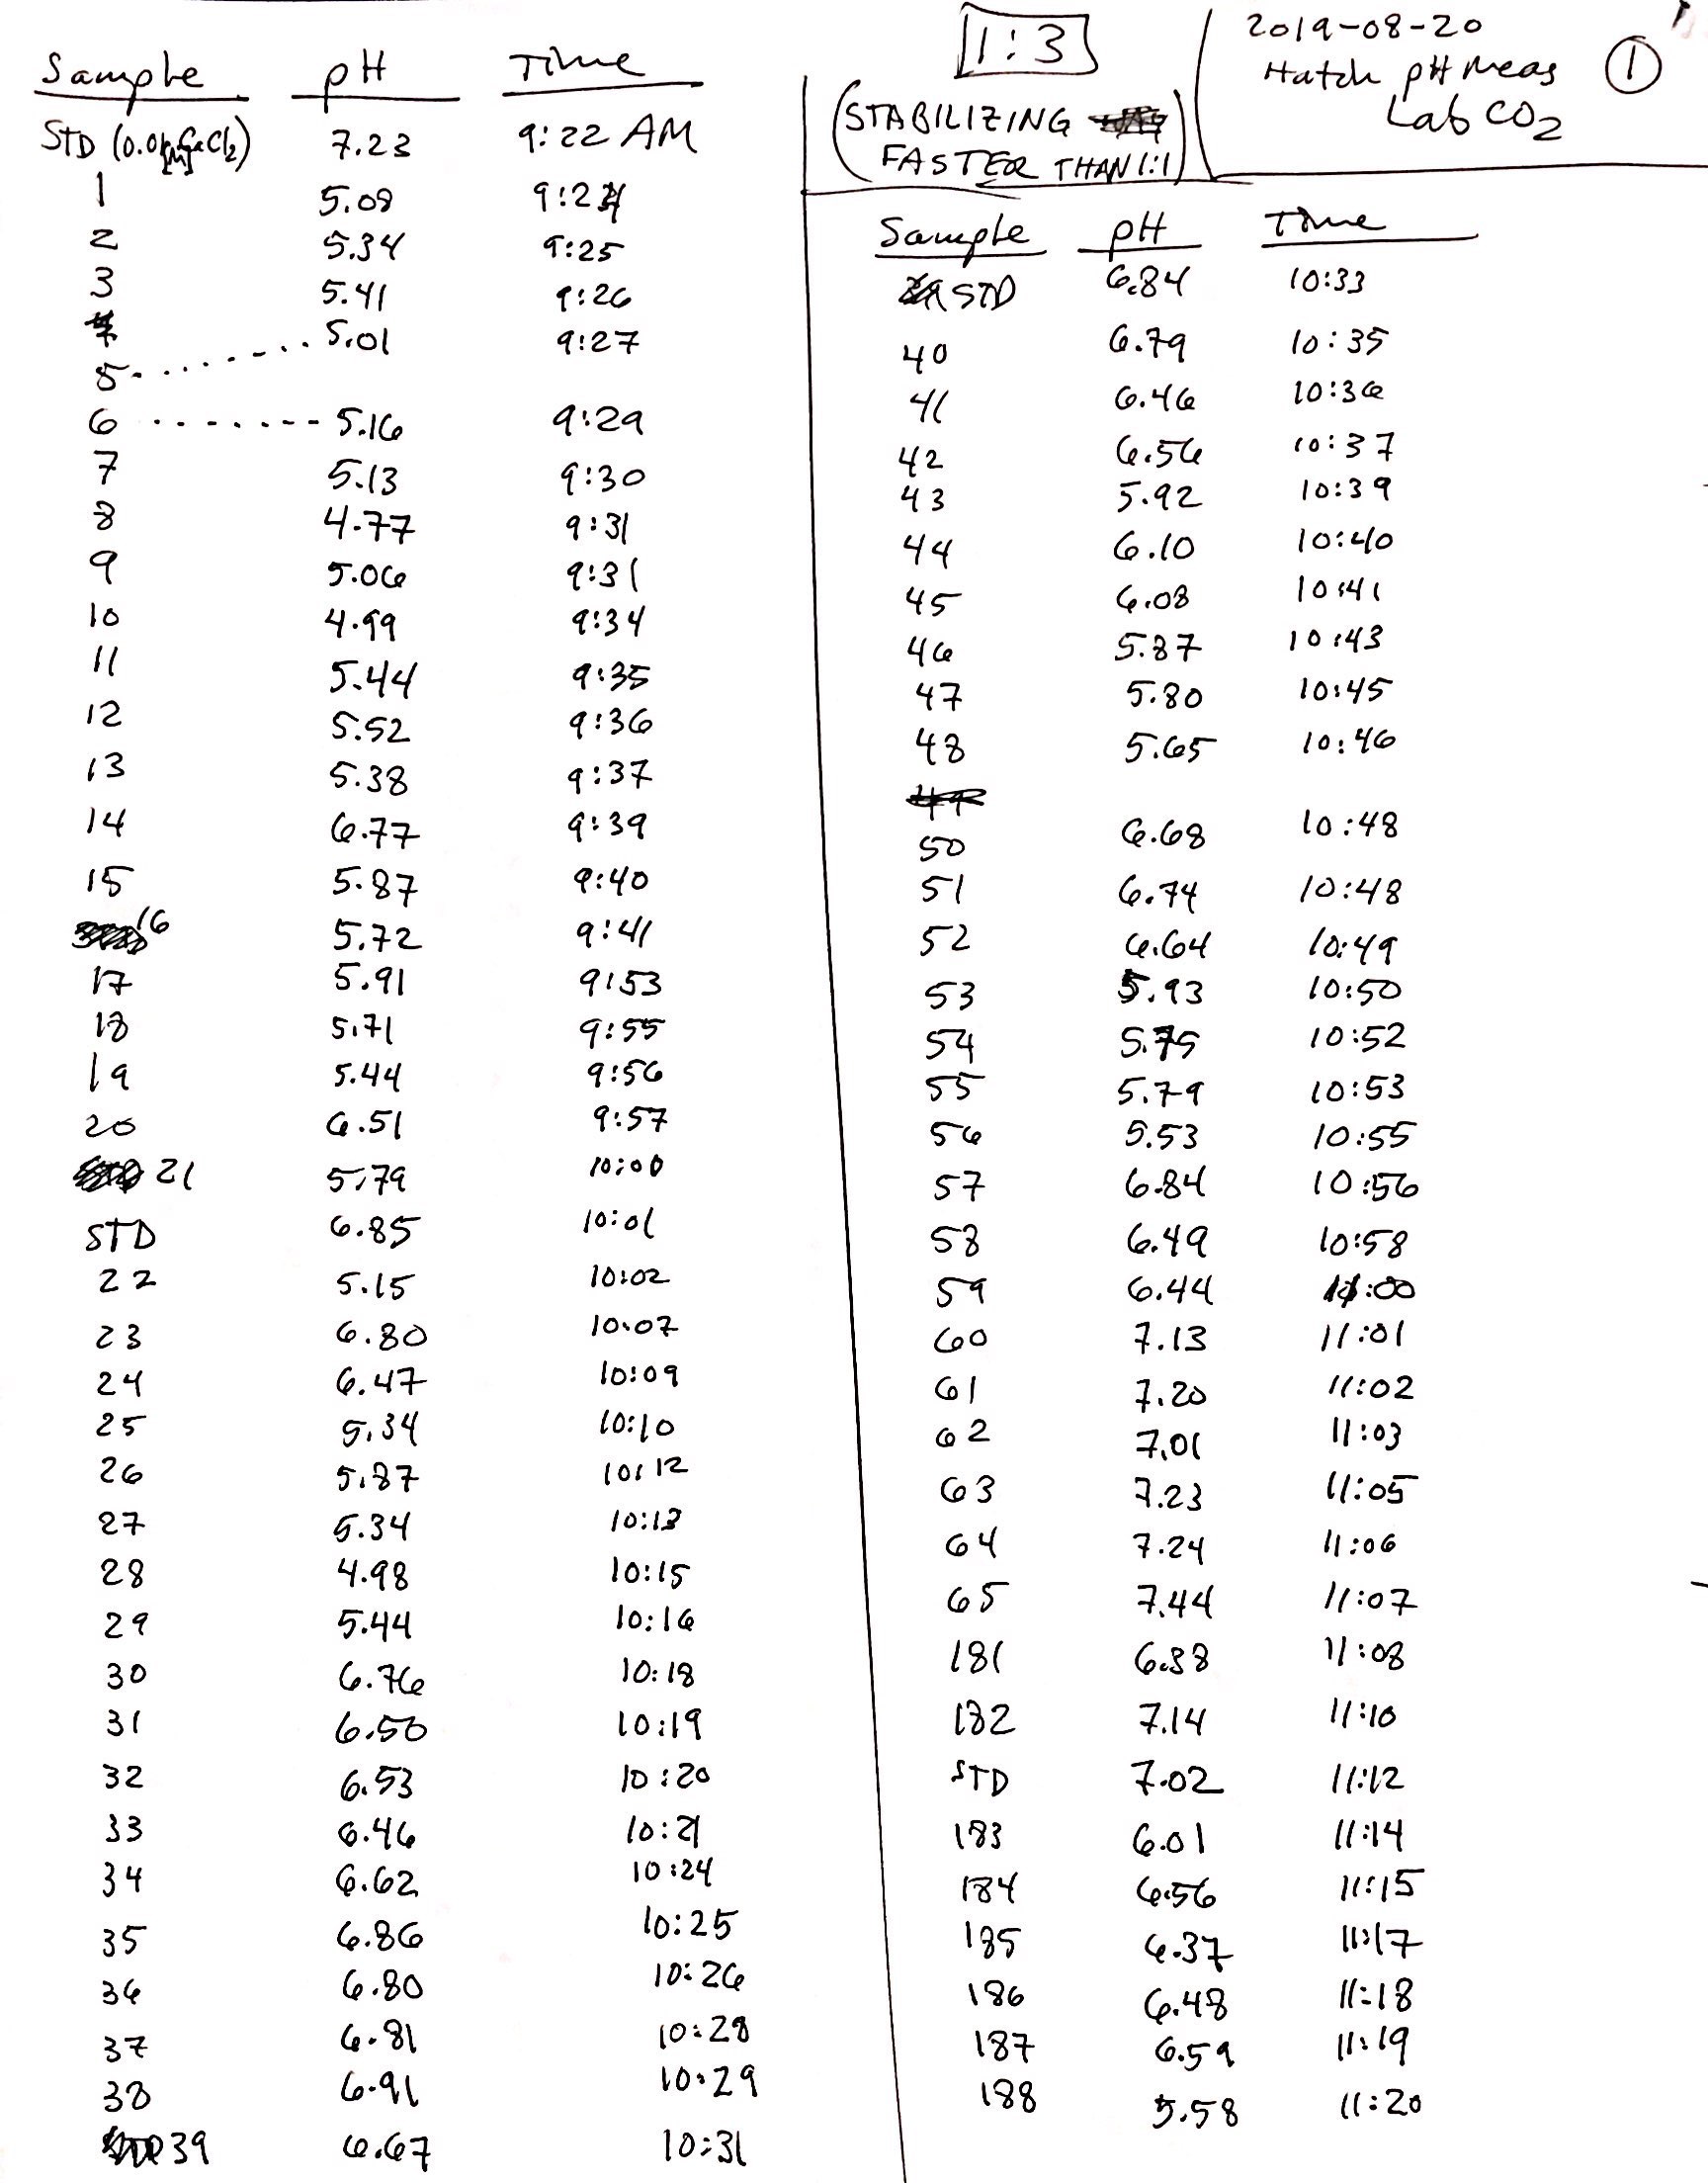 Sample pH Time
STD (0.01[M]CaCl2) 7.23 9:22 AM
1 5.08 9:24
2 5.34 9:25
3 5.41 9:26
4
5 ........ 5.01 9:27
6 ....... 5.16 9:29
7 5.13 9:30
8 4.77 9:31
9 5.06 9:31
10 4.99 9:34
11 5.44 9:35
12 5.52 9:36
13 5.38 9:37
14 6.77 9:39
15 5.87 9:40
16 5.72 9:41
17 5.91 9:53
18 5.71 9:55
19 5.44 9:56
20 6.51 9:57
21 5.79 10:00
STD 6.85 10:01
22 5.15 10:02
23 6.80 10:07
24 6.47 10:09
25 5.34 10:10
26 5.87 10:12
27 5.34 10:13
28 4.98 10:15
29 5.44 10:16
30 6.76 10:18
31 6.50 10:19
32 6.53 10:20
33 6.46 10:21
34 6.62 10:24
35 6.86 10:25
36 6.80 10:26
37 6.81 10:28
38 6.91 10:29
39 6.67 10:31
1:3
(STABILIZING
FASTER THAN 1:1)
2019-08-20
Hatch pH Meas 1
Lab CO2
Sample pH Time
STD 6.84 10:33
40 6.79 10:35
41 6.46 10:36
42 6.56 10:37
43 5.92 10:39
44 6.10 10:40
45 6.08 10:41
46 5.87 10:43
47 5.80 10:45
48 5.65 10:46
49
50 6.68 10:48
51 6.74 10:48
52 6.64 10:49
53 5.93 10:50
54 5.75 10:52
55 5.79 10:53
56 5.53 10:55
57 6.84 10:56
58 6.49 10:58
59 6.44 11:00
60 7.13 11:01
61 7.20 11:02
62 7.01 11:03
63 7.23 11:05
64 7.24 11:06
65 7.44 11:07
181 6.38 11:08
182 7.14 11:10
STD 7.02 11:12
183 6.01 11:14
184 6.56 11:15
185 6.37 11:17
186 6.48 11:18
187 6.59 11:19
188 5.58 11:20